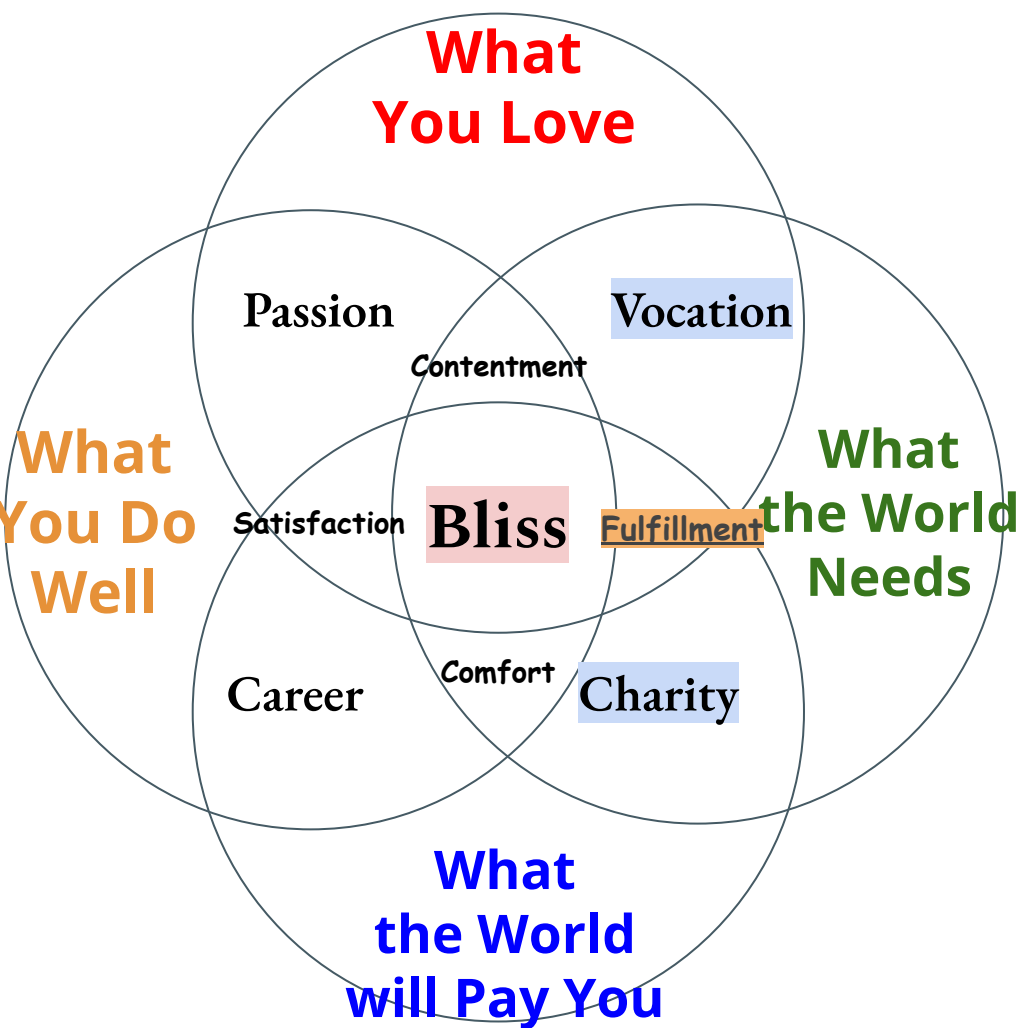 What
You Love
Passion
Vocation
Contentment
What
You Do
Well
Satisfaction
Bliss
Fulfillment
What
the World
Needs
Career
Comfort
Charity
What
the World
will Pay You